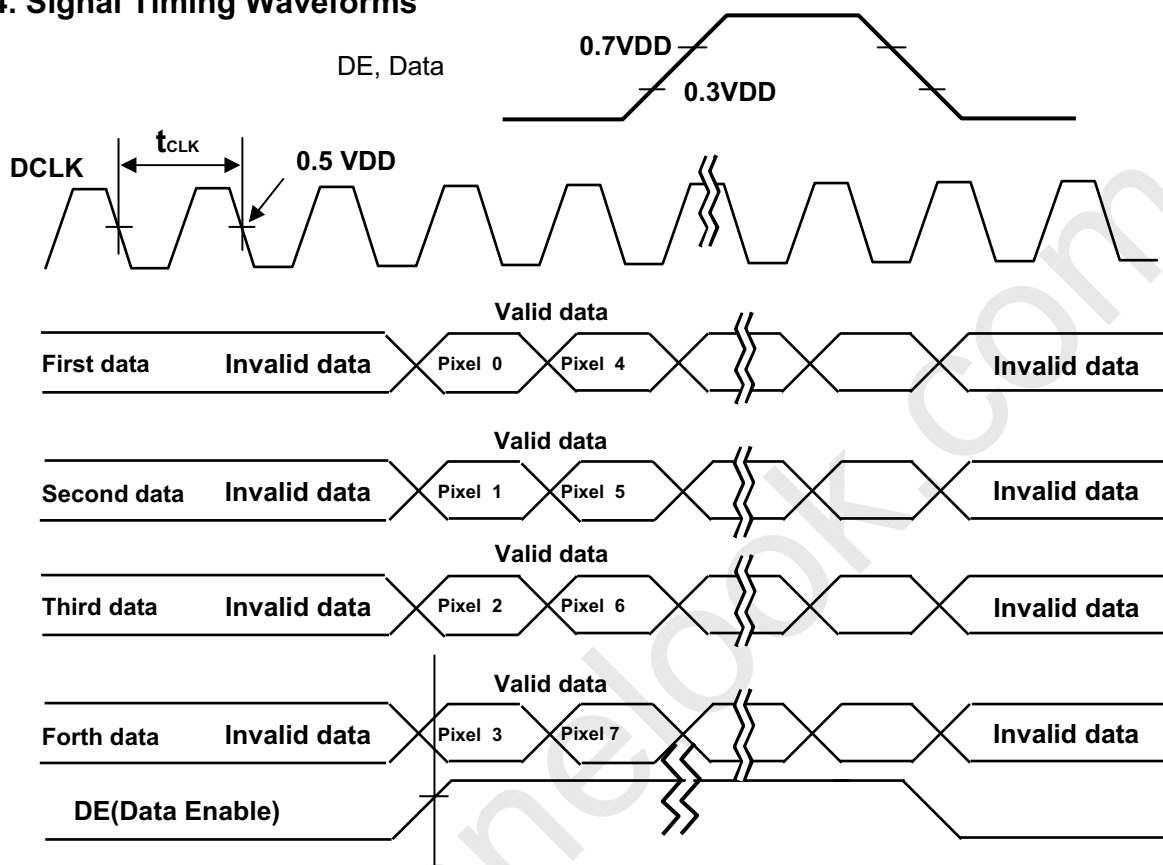 4. Signal Timing Waveforms
0.7VDD
DE, Data
0.3VDD
tCLK
DCLK
0.5 VDD
Valid data
First data Invalid data Pixel 0 Pixel 4 Invalid data
Valid data
Second data Invalid data Pixel 1 Pixel 5 Invalid data
Valid data
Third data Invalid data Pixel 2 Pixel 6 Invalid data
Valid data
Forth data Invalid data Pixel 3 Pixel 7 Invalid data
DE(Data Enable)
nelook.com